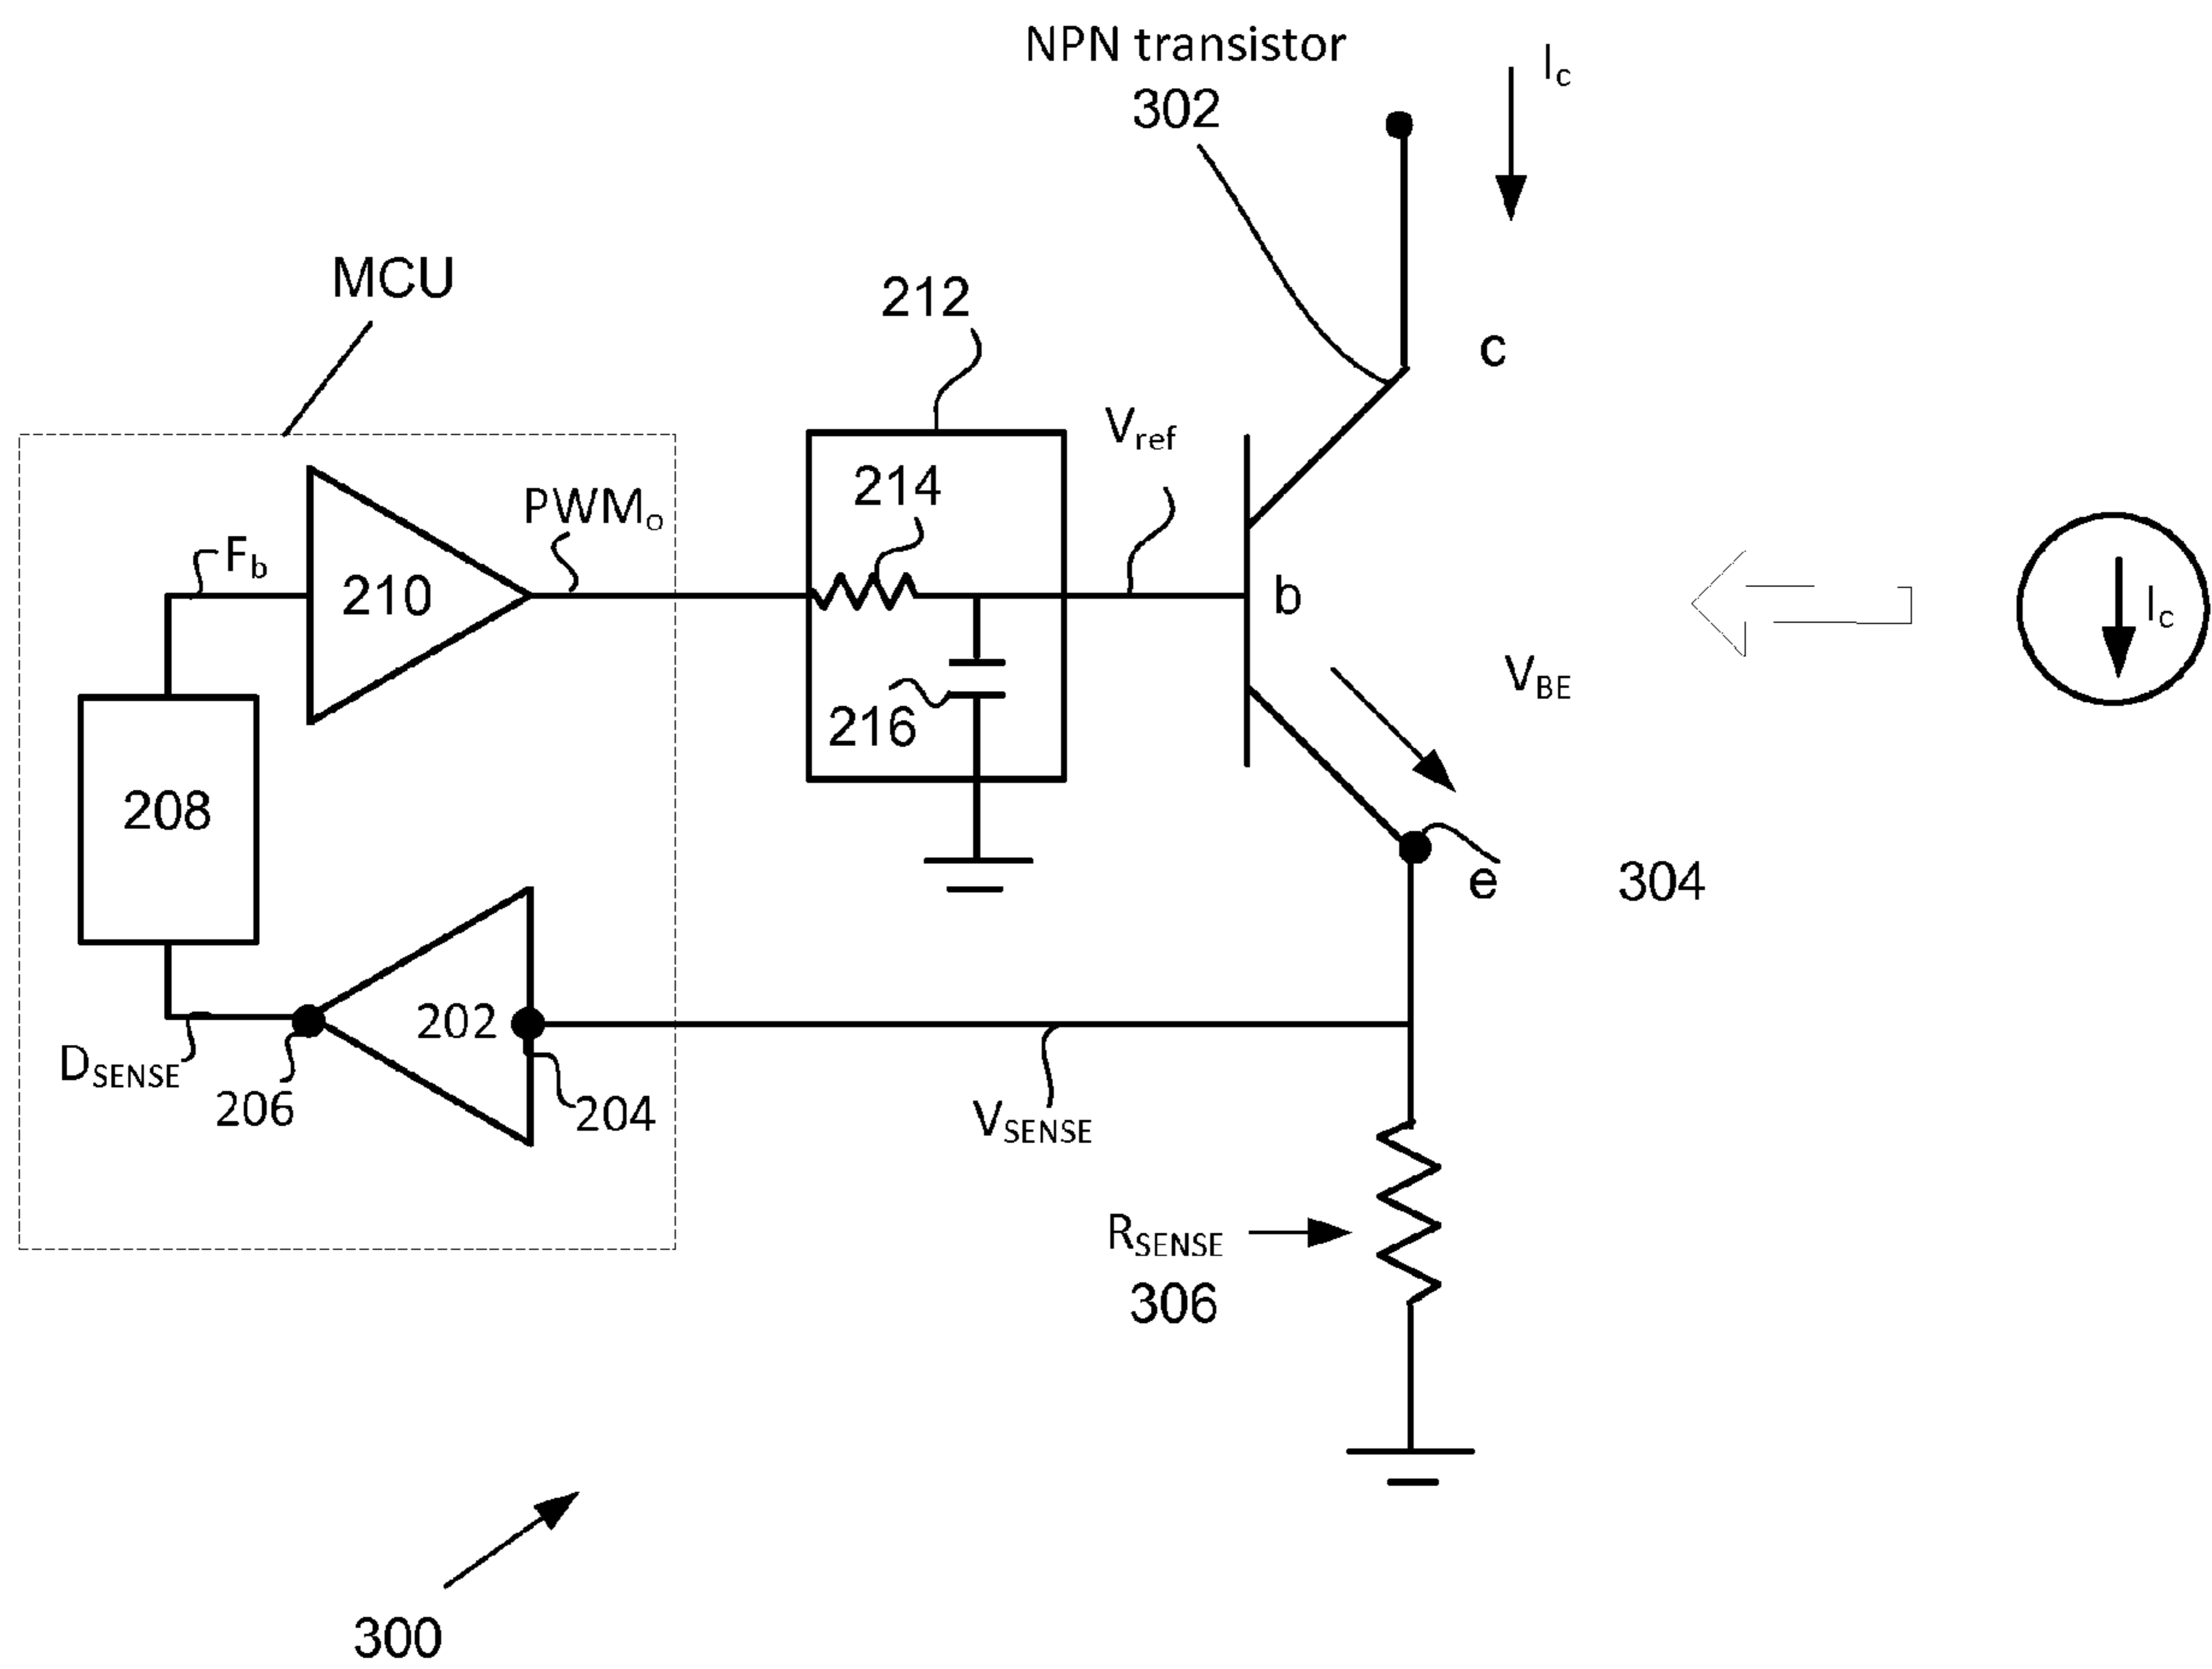 NPN transistor
302
Ic
MCU
212
c
Vref
214
PWMo
Fb
210
b
Ic
VBE
216
208
e
304
202
DSENSE
206
204
VSENSE
RSENSE
306
300